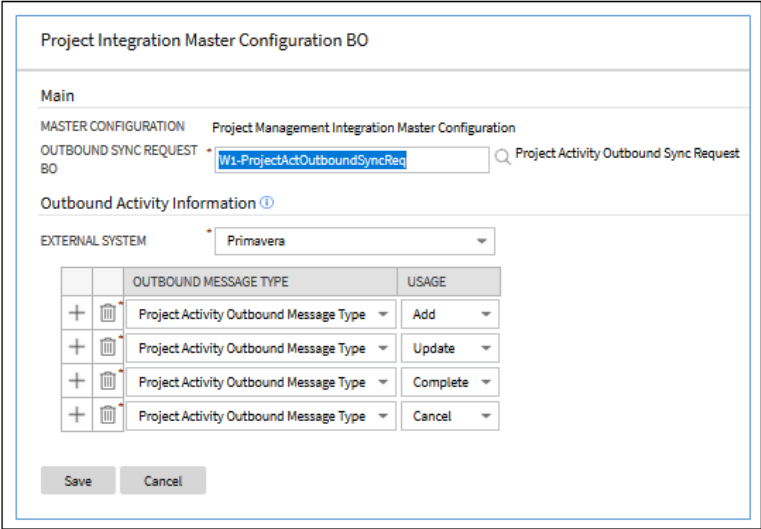 Project Integration Master Configuration BO
Main
MASTER CONFIGURATION Project Management Integration Master Configuration
OUTBOUND SYNC REQUEST BO * W1-ProjectActOutboundSyncReq Project Activity Outbound Sync Request
Outbound Activity Information
EXTERNAL SYSTEM * Primavera
OUTBOUND MESSAGE TYPE USAGE
* Project Activity Outbound Message Type Add
* Project Activity Outbound Message Type Update
* Project Activity Outbound Message Type Complete
* Project Activity Outbound Message Type Cancel
Save Cancel